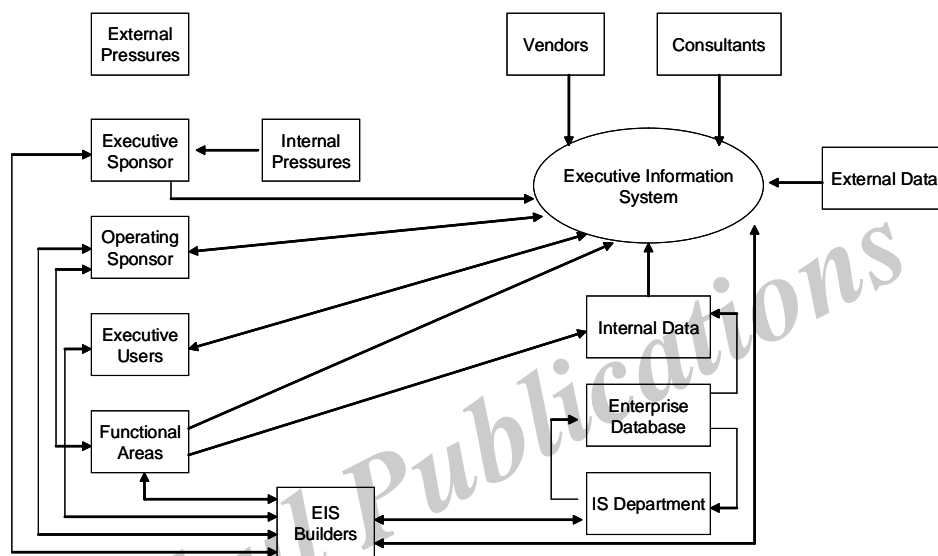 External
Pressures
Vendors
Consultants
Executive
Sponsor
Internal
Pressures
Executive Information
System
External Data
Operating
Sponsor
Executive
Users
Internal Data
Functional
Areas
Enterprise
Database
EIS
Builders
IS Department
Publications